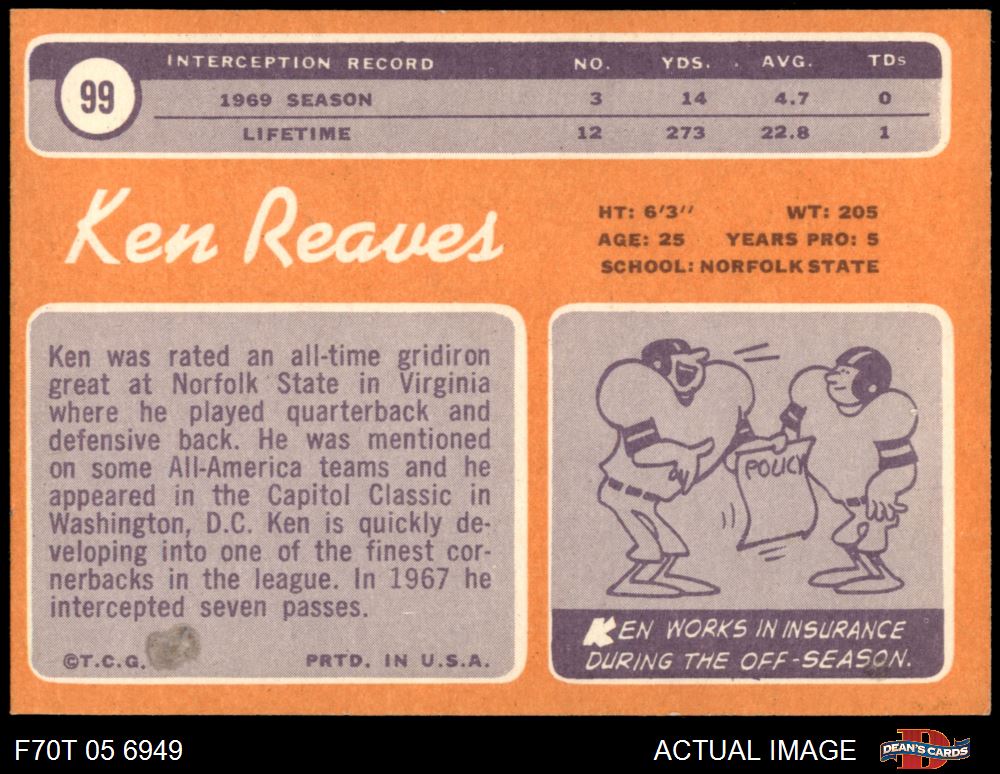 99
INTERCEPTION RECORD NO. YDS. AVG. TDs
1969 SEASON 3 14 4.7 0
LIFETIME 12 273 22.8 1
Ken Reaves
HT: 6'3" WT: 205
AGE: 25 YEARS PRO: 5
SCHOOL: NORFOLK STATE
Ken was rated an all-time gridiron
great at Norfolk State in Virginia
where he played quarterback and
defensive back. He was mentioned
on some All-America teams and he
appeared in the Capitol Classic in
Washington, D.C. Ken is quickly de-
veloping into one of the finest cor-
nerbacks in the league. In 1967 he
intercepted seven passes.
©T.C.G. PRTD. IN U.S.A.
POLICY
KEN WORKS IN INSURANCE
DURING THE OFF-SEASON.
F70T 05 6949
ACTUAL IMAGE
D
DEAN'S CARDS